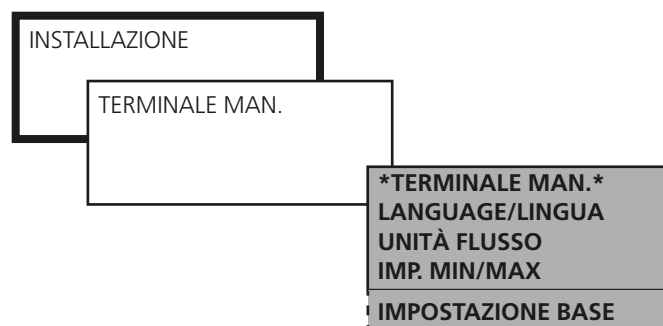 INSTALLAZIONE
TERMINALE MAN.
*TERMINALE MAN.*
LANGUAGE/LINGUA
UNITÀ FLUSSO
IMP. MIN/MAX
IMPOSTAZIONE BASE